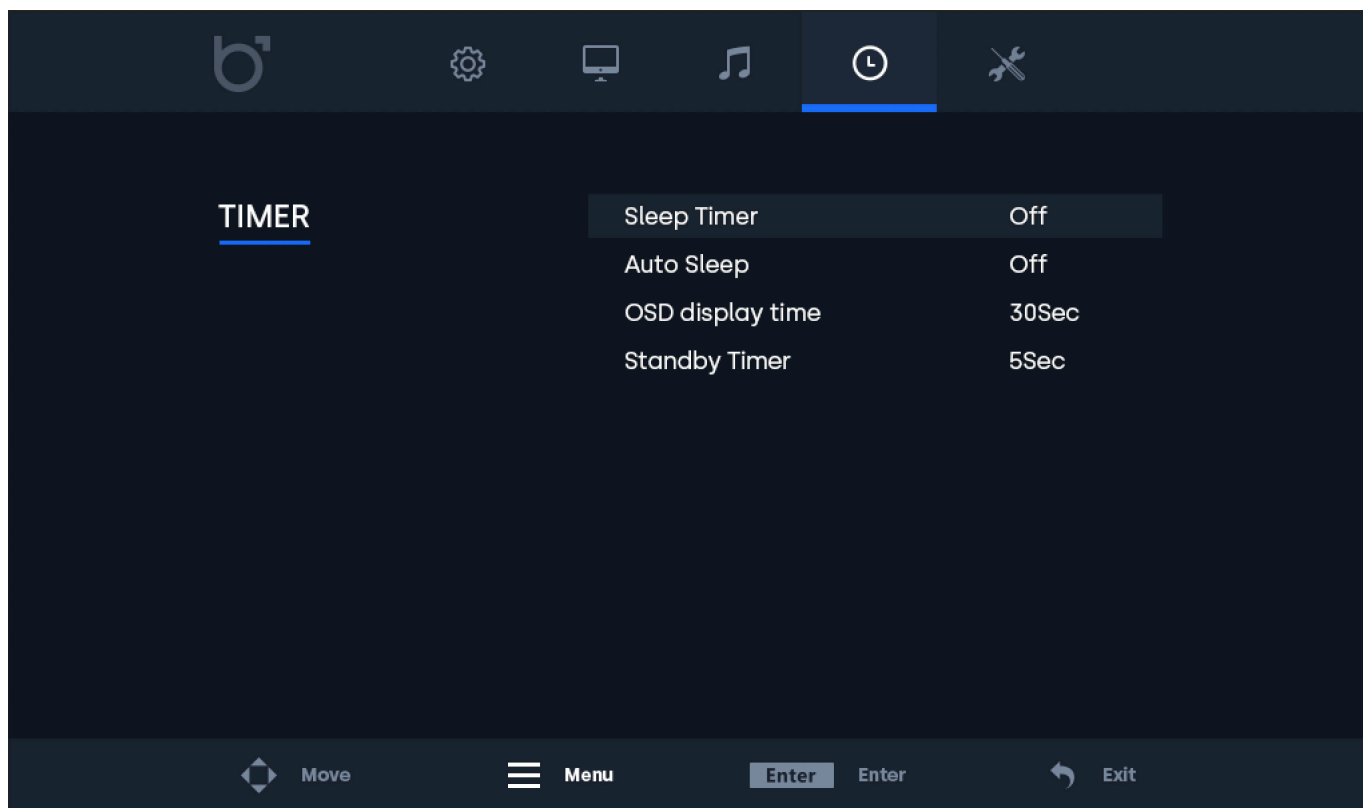 TIMER
Sleep Timer Off
Auto Sleep Off
OSD display time 30Sec
Standby Timer 5Sec
Move Menu Enter Enter Exit